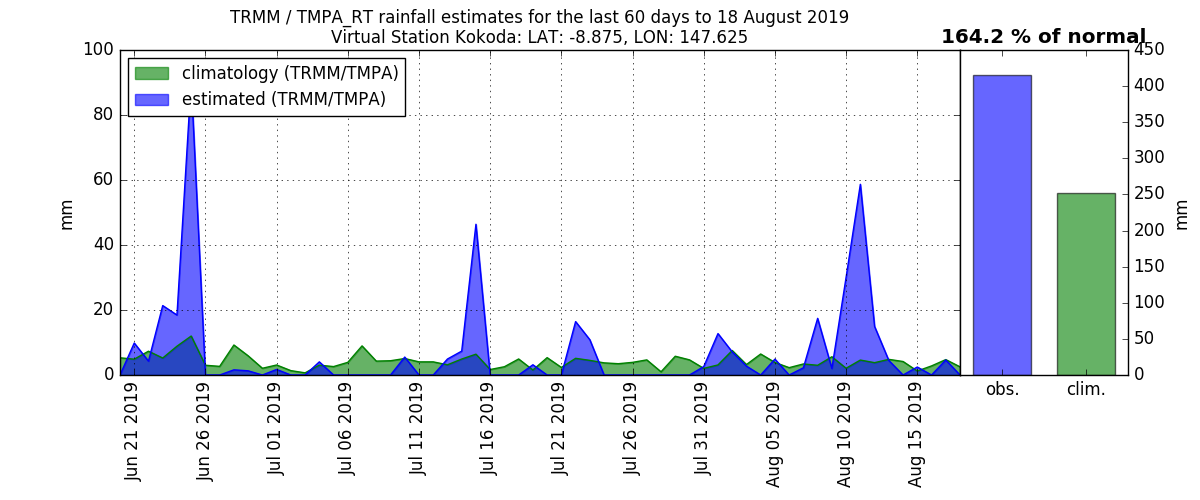 TRMM / TMPA_RT rainfall estimates for the last 60 days to 18 August 2019
Virtual Station Kokoda: LAT: -8.875, LON: 147.625
164.2 % of normal
climatology (TRMM/TMPA)
estimated (TRMM/TMPA)
100
80
60
40
20
0
mm
Jun 21 2019
Jun 26 2019
Jul 01 2019
Jul 06 2019
Jul 11 2019
Jul 16 2019
Jul 21 2019
Jul 26 2019
Jul 31 2019
Aug 05 2019
Aug 10 2019
Aug 15 2019
obs.
clim.
450
400
350
300
250
200
150
100
50
0
mm